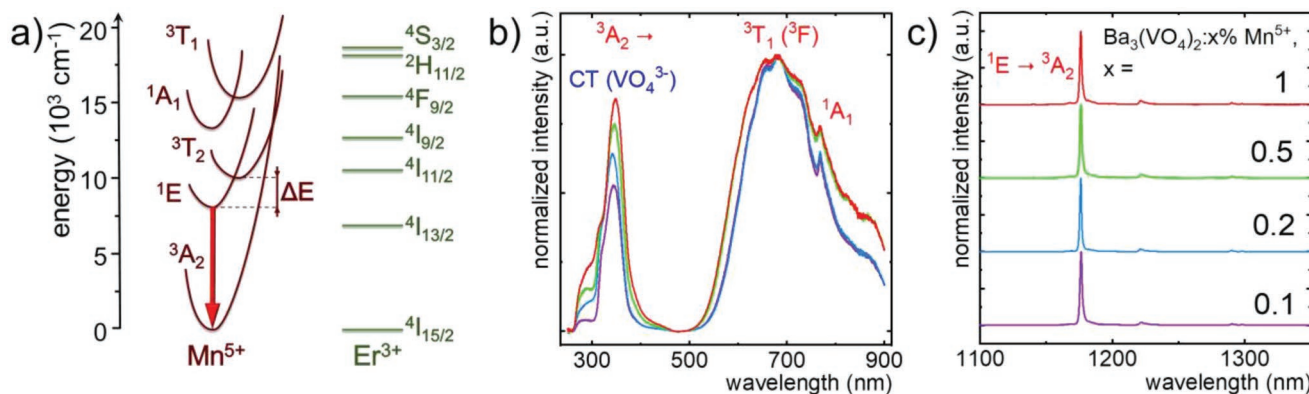 a)
energy (10³ cm⁻¹)
20
15
10
5
0
³T₁
¹A₁
³T₂
¹E
³A₂
ΔE
Mn⁵⁺
⁴S₃/₂
²H₁₁/₂
⁴F₉/₂
⁴I₉/₂
⁴I₁₁/₂
⁴I₁₃/₂
⁴I₁₅/₂
Er³⁺
b)
normalized intensity (a.u.)
³A₂ →
³T₁ (³F)
CT (VO₄³⁻)
¹A₁
300 500 700 900
wavelength (nm)
c)
normalized intensity (a.u.)
Ba₃(VO₄)₂:x% Mn⁵⁺,
¹E → ³A₂
x =
1
0.5
0.2
0.1
1100 1200 1300
wavelength (nm)